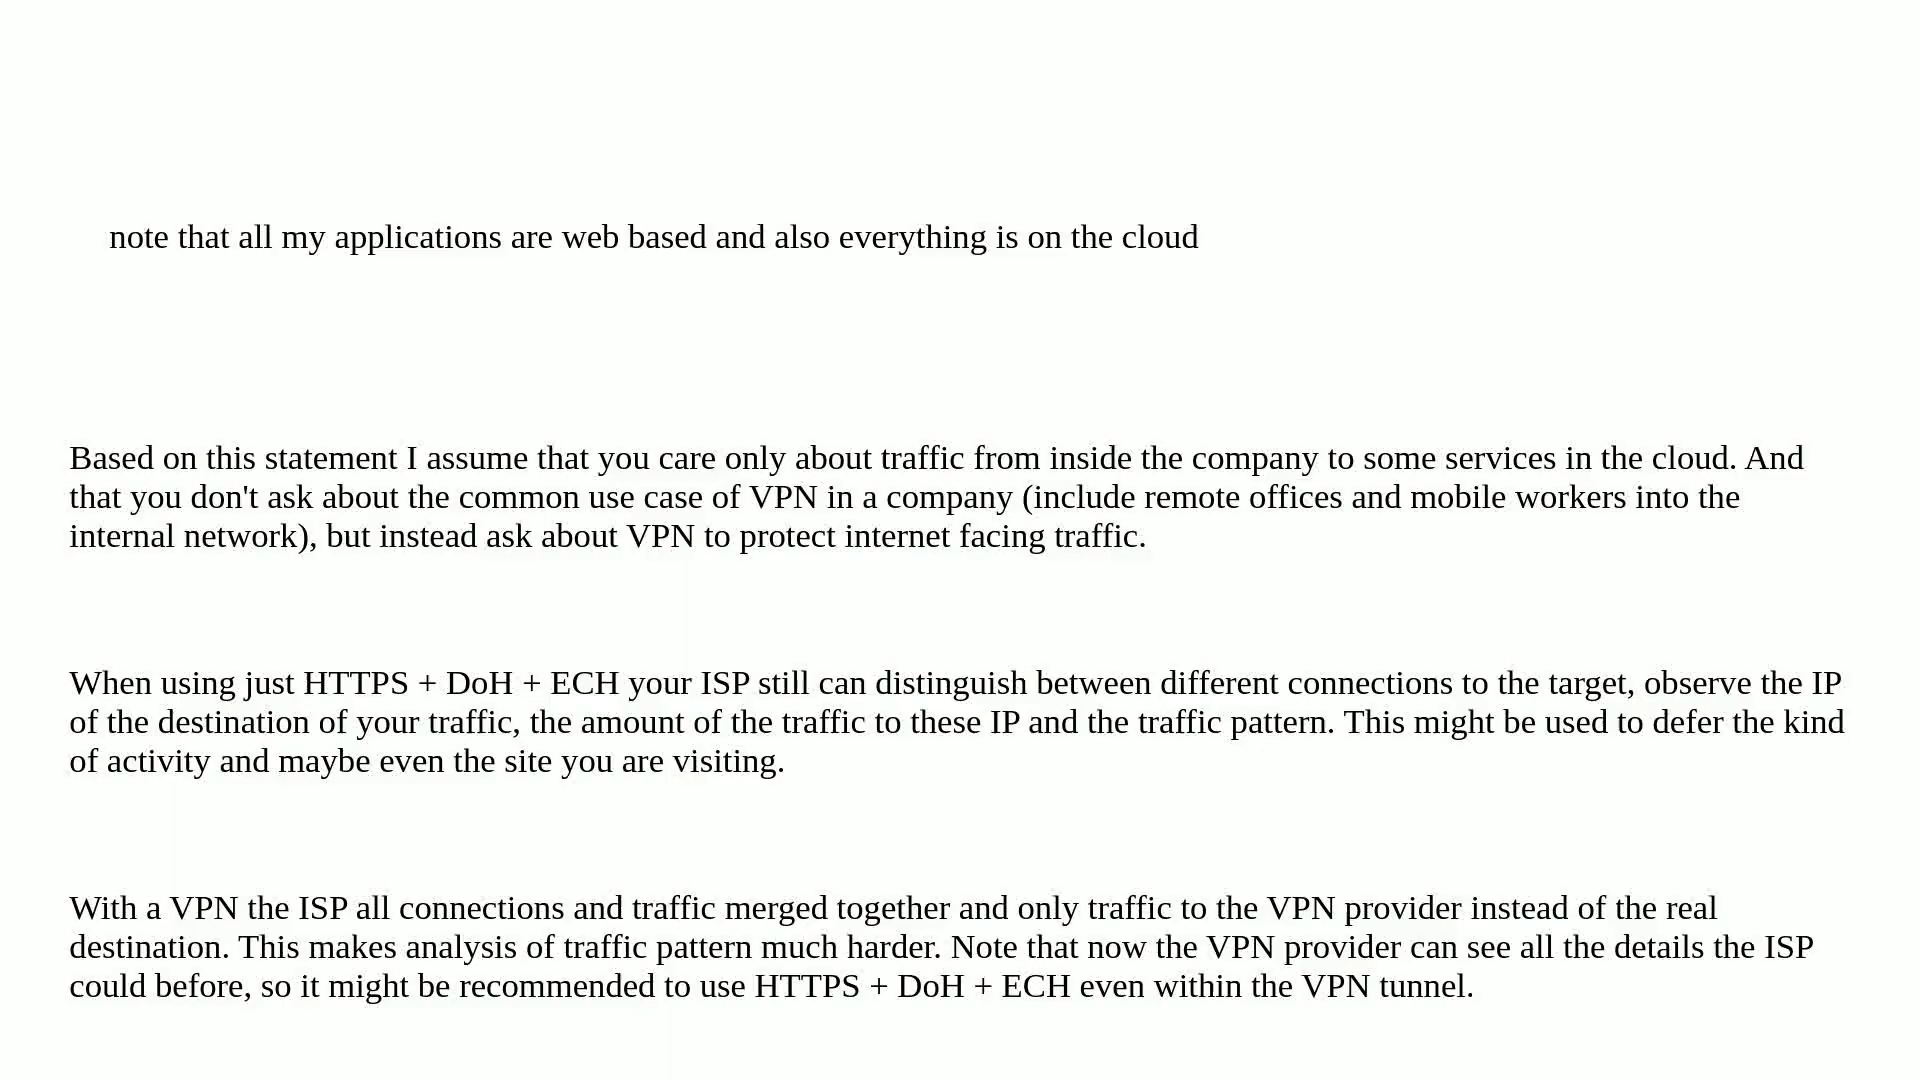 note that all my applications are web based and also everything is on the cloud
Based on this statement I assume that you care only about traffic from inside the company to some services in the cloud. And
that you don't ask about the common use case of VPN in a company (include remote offices and mobile workers into the
internal network), but instead ask about VPN to protect internet facing traffic.
When using just HTTPS + DoH + ECH your ISP still can distinguish between different connections to the target, observe the IP
of the destination of your traffic, the amount of the traffic to these IP and the traffic pattern. This might be used to defer the kind
of activity and maybe even the site you are visiting.
With a VPN the ISP all connections and traffic merged together and only traffic to the VPN provider instead of the real
destination. This makes analysis of traffic pattern much harder. Note that now the VPN provider can see all the details the ISP
could before, so it might be recommended to use HTTPS + DoH + ECH even within the VPN tunnel.